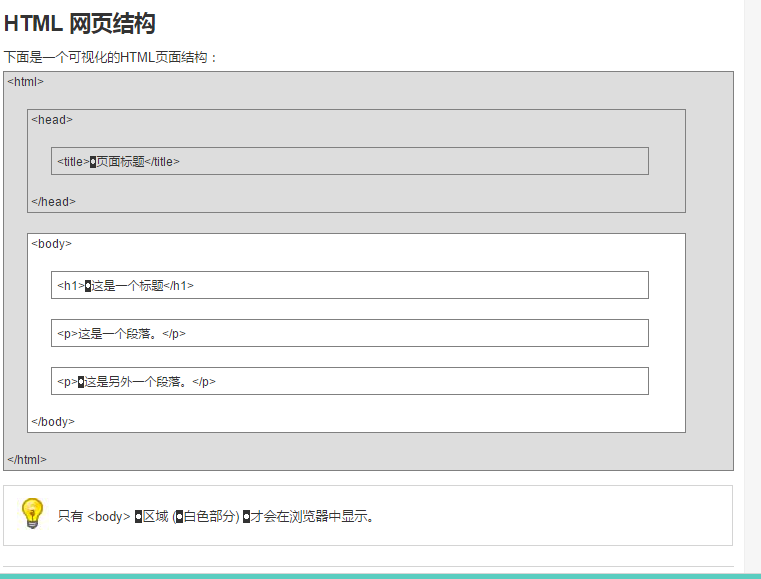 HTML 网页结构
下面是一个可视化的HTML页面结构：
<html>
<head>
<title>页面标题</title>
</head>
<body>
<h1>这是一个标题</h1>
<p>这是一个段落。</p>
<p>这是另外一个段落。</p>
</body>
</html>
只有 <body> 区域 (白色部分) 才会在浏览器中显示。